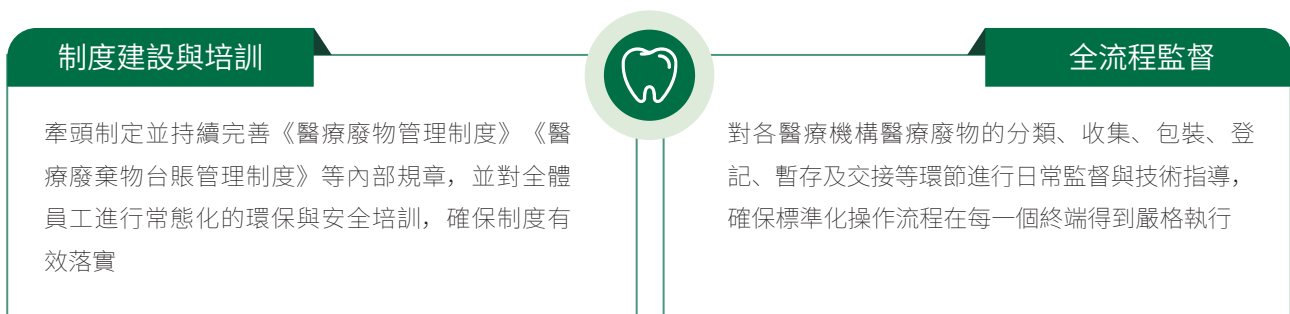 制度建設與培訓
牽頭制定並持續完善《醫療廢物管理制度》《醫
療廢棄物台賬管理制度》等內部規章，並對全體
員工進行常態化的環保與安全培訓，確保制度有
效落實
全流程監督
對各醫療機構醫療廢物的分類、收集、包裝、登
記、暫存及交接等環節進行日常監督與技術指導，
確保標準化操作流程在每一個終端得到嚴格執行